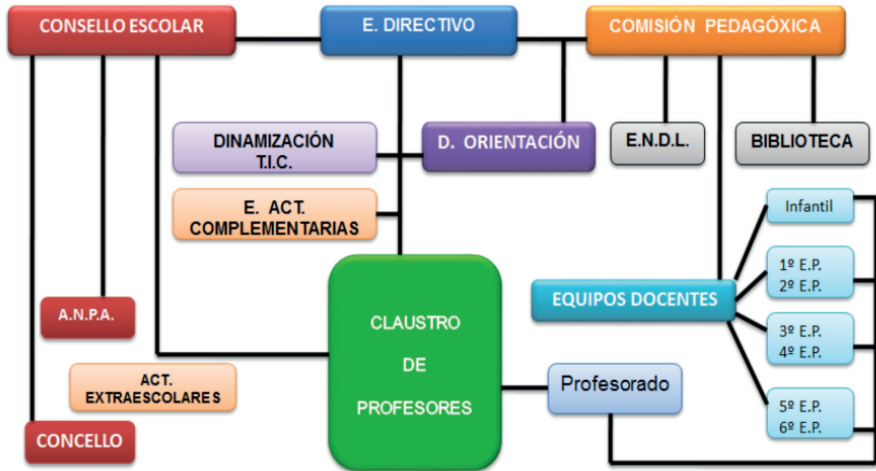 CONSELLO ESCOLAR
E. DIRECTIVO
COMISIÓN PEDAGÓXICA
DINAMIZACIÓN
T.I.C.
D. ORIENTACIÓN
E.N.D.L.
BIBLIOTECA
E. ACT.
COMPLEMENTARIAS
Infantil
1º E.P.
2º E.P.
EQUIPOS DOCENTES
A.N.P.A.
CLAUSTRO
DE
PROFESORES
3º E.P.
4º E.P.
ACT.
EXTRAESCOLARES
Profesorado
5º E.P.
6º E.P.
CONCELLO